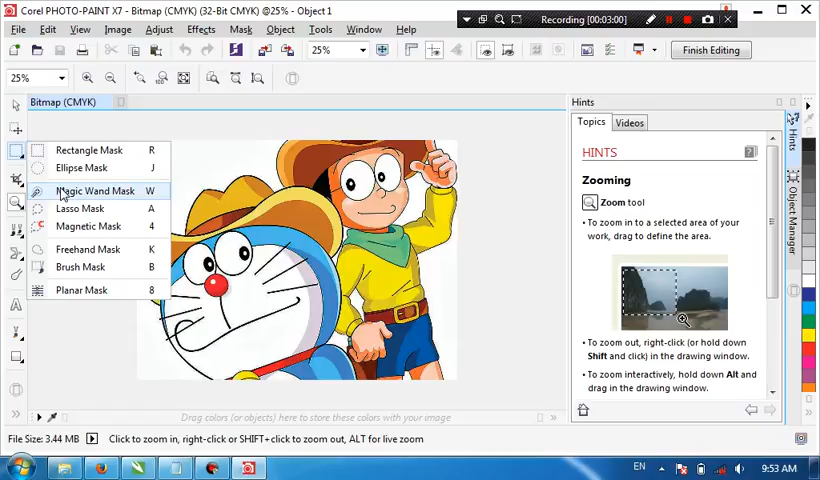 Corel PHOTO-PAINT X7 - Bitmap (CMYK) (32-Bit CMYK) @25% - Object 1
Recording [00:03:00]
File Edit View Image Adjust Effects Mask Object Text Tools Window Help
25% Finish Editing
25%
Bitmap (CMYK)
Rectangle Mask R
Ellipse Mask J
Magic Wand Mask W
Lasso Mask A
Magnetic Mask 4
Freehand Mask K
Brush Mask B
Planar Mask 8
Hints
Topics Videos
HINTS
Zooming
Zoom tool
• To zoom in to a selected area of your
work, drag to define the area.
• To zoom out, right-click (or hold down
Shift and click) in the drawing window.
• To zoom interactively, hold down Alt and
drag in the drawing window.
Hints
Object Manager
Drag colors (or objects) here to store these colors with your image
File Size: 3.44 MB Click to zoom in, right-click or SHIFT+click to zoom out, ALT for live zoom
EN 9:53 AM